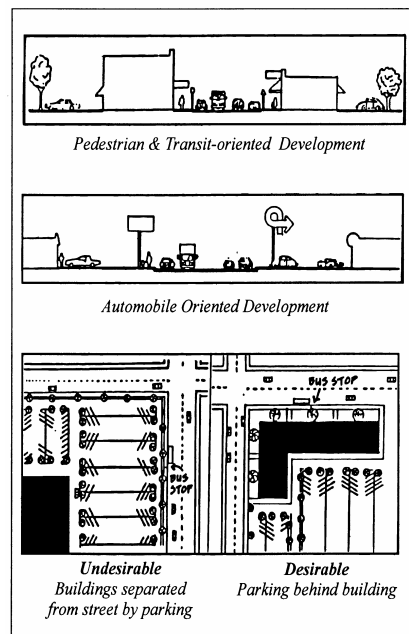 Pedestrian & Transit-oriented Development
Automobile Oriented Development
BUS STOP
BUS
STOP
Undesirable
Buildings separated
from street by parking
Desirable
Parking behind building